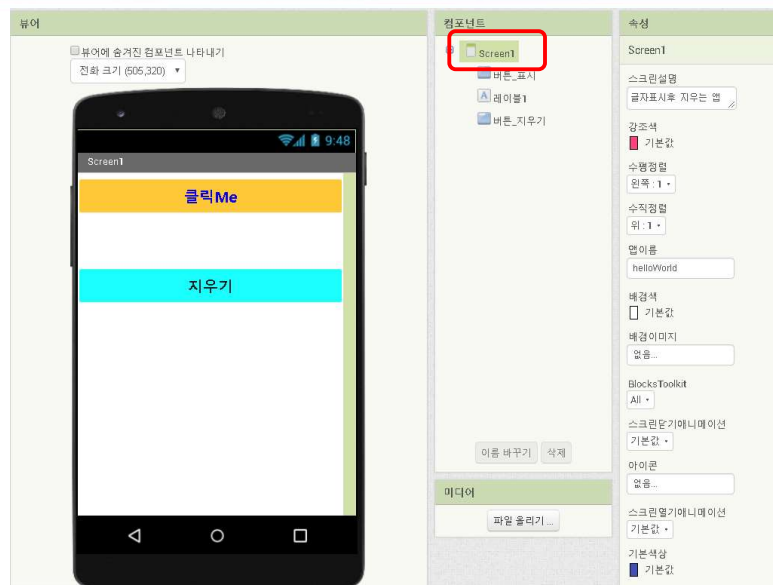 뷰어
뷰어에 숨겨진 컴포넌트 나타내기
전화 크기 (505,320)
9:48
Screen1
클릭Me
지우기
컴포넌트
Screen1
버튼_표시
레이블1
버튼_지우기
이름 바꾸기 삭제
미디어
파일 올리기 ...
속성
Screen1
스크린설명
글자표시후 지우는 앱
강조색
기본값
수평정렬
왼쪽 : 1
수직정렬
위 : 1
앱이름
helloWorld
배경색
기본값
배경이미지
없음...
BlocksToolkit
All
스크린닫기애니메이션
기본값
아이콘
없음...
스크린열기애니메이션
기본값
기본색상
기본값